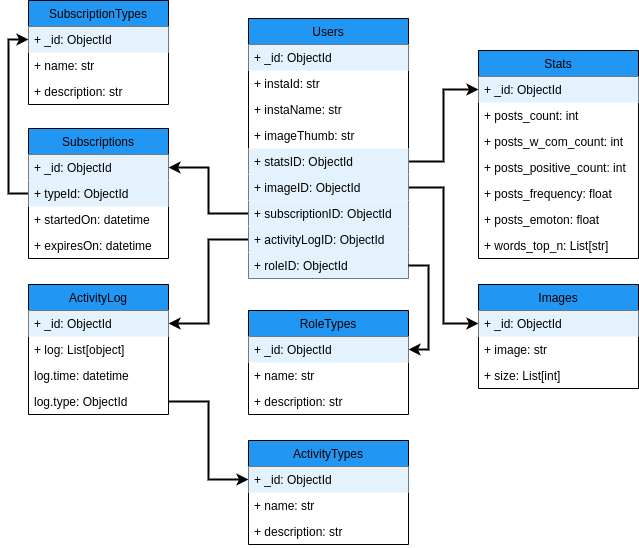 SubscriptionTypes
+ _id: ObjectId
+ name: str
+ description: str
Subscriptions
+ _id: ObjectId
+ typeId: ObjectId
+ startedOn: datetime
+ expiresOn: datetime
ActivityLog
+ _id: ObjectId
+ log: List[object]
log.time: datetime
log.type: ObjectId
Users
+ _id: ObjectId
+ instaId: str
+ instaName: str
+ imageThumb: str
+ statsID: ObjectId
+ imageID: ObjectId
+ subscriptionID: ObjectId
+ activityLogID: ObjectId
+ roleID: ObjectId
RoleTypes
+ _id: ObjectId
+ name: str
+ description: str
ActivityTypes
+ _id: ObjectId
+ name: str
+ description: str
Stats
+ _id: ObjectId
+ posts_count: int
+ posts_w_com_count: int
+ posts_positive_count: int
+ posts_frequency: float
+ posts_emoton: float
+ words_top_n: List[str]
Images
+ _id: ObjectId
+ image: str
+ size: List[int]